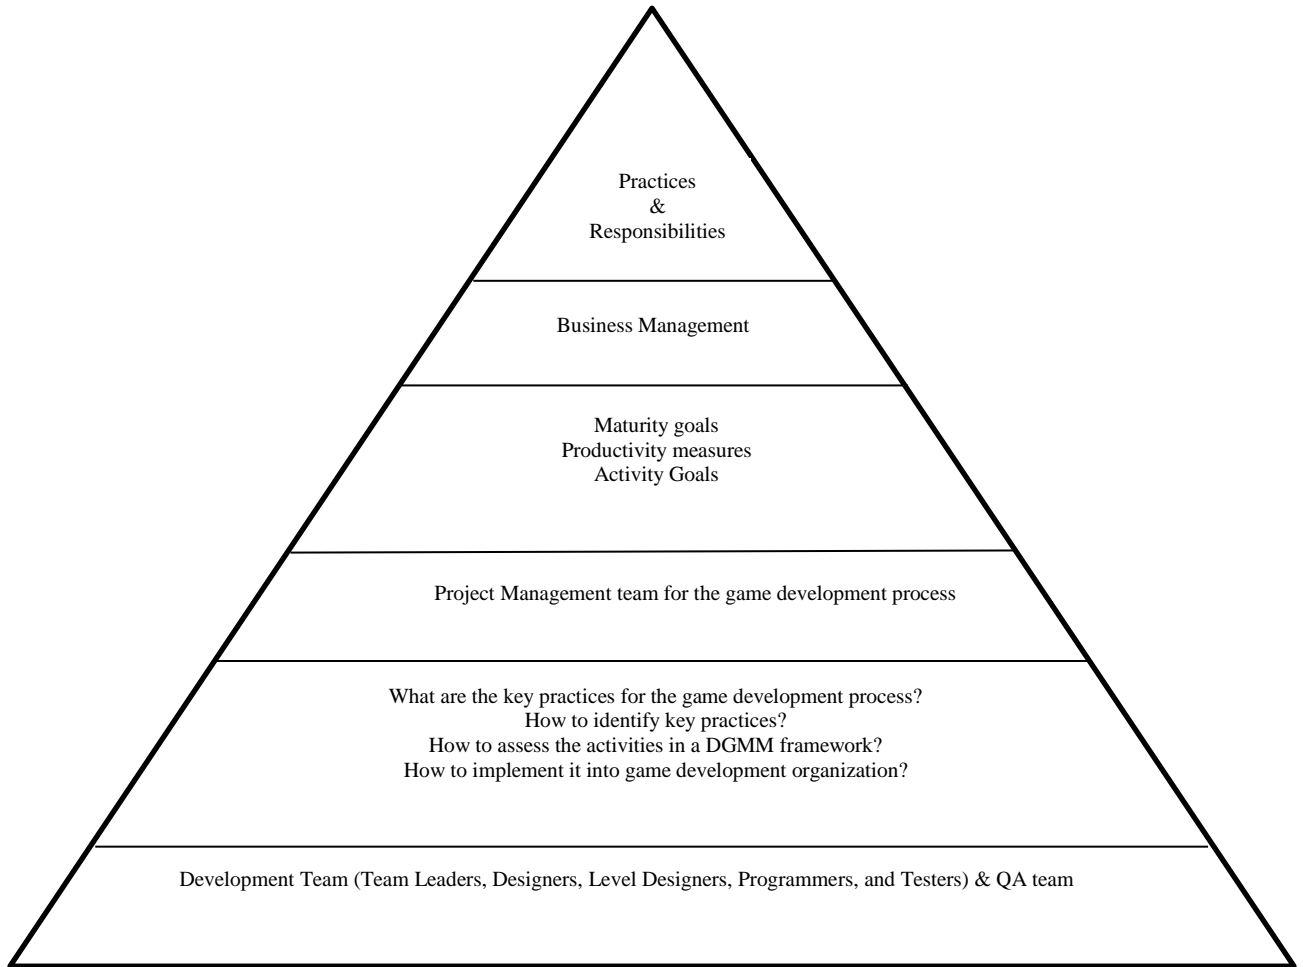 Practices
&
Responsibilities
Business Management
Maturity goals
Productivity measures
Activity Goals
Project Management team for the game development process
What are the key practices for the game development process?
How to identify key practices?
How to assess the activities in a DGMM framework?
How to implement it into game development organization?
Development Team (Team Leaders, Designers, Level Designers, Programmers, and Testers) & QA team